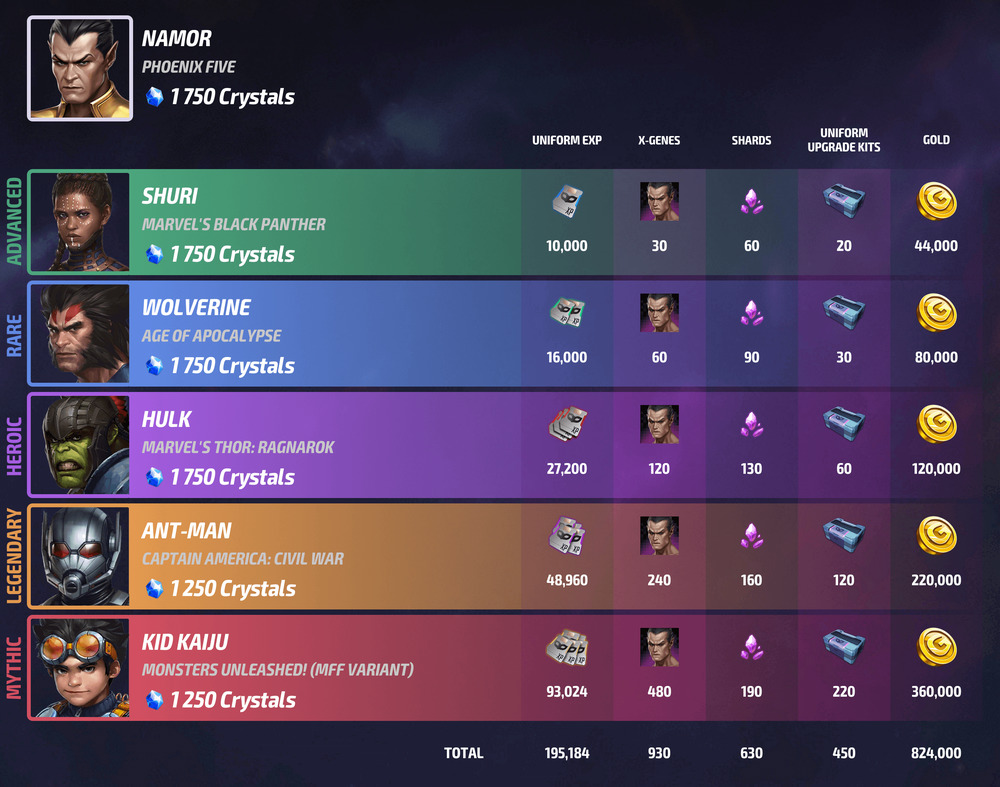 NAMOR
PHOENIX FIVE
1 750 Crystals
UNIFORM EXP X-GENES SHARDS UNIFORM UPGRADE KITS GOLD
ADVANCED
SHURI
MARVEL'S BLACK PANTHER
1 750 Crystals
10,000 30 60 20 44,000
RARE
WOLVERINE
AGE OF APOCALYPSE
1 750 Crystals
16,000 60 90 30 80,000
HEROIC
HULK
MARVEL'S THOR: RAGNAROK
1 750 Crystals
27,200 120 130 60 120,000
LEGENDARY
ANT-MAN
CAPTAIN AMERICA: CIVIL WAR
1 250 Crystals
48,960 240 160 120 220,000
MYTHIC
KID KAIJU
MONSTERS UNLEASHED! (MFF VARIANT)
1 250 Crystals
93,024 480 190 220 360,000
TOTAL 195,184 930 630 450 824,000